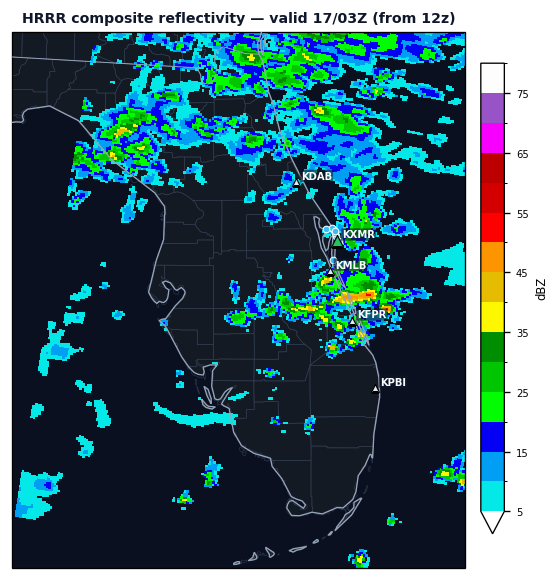 HRRR composite reflectivity — valid 17/03Z (from 12z)
KDAB
KXMR
KMLB
KFPR
KPBI
75
65
55
45
35
25
15
5
dBZ